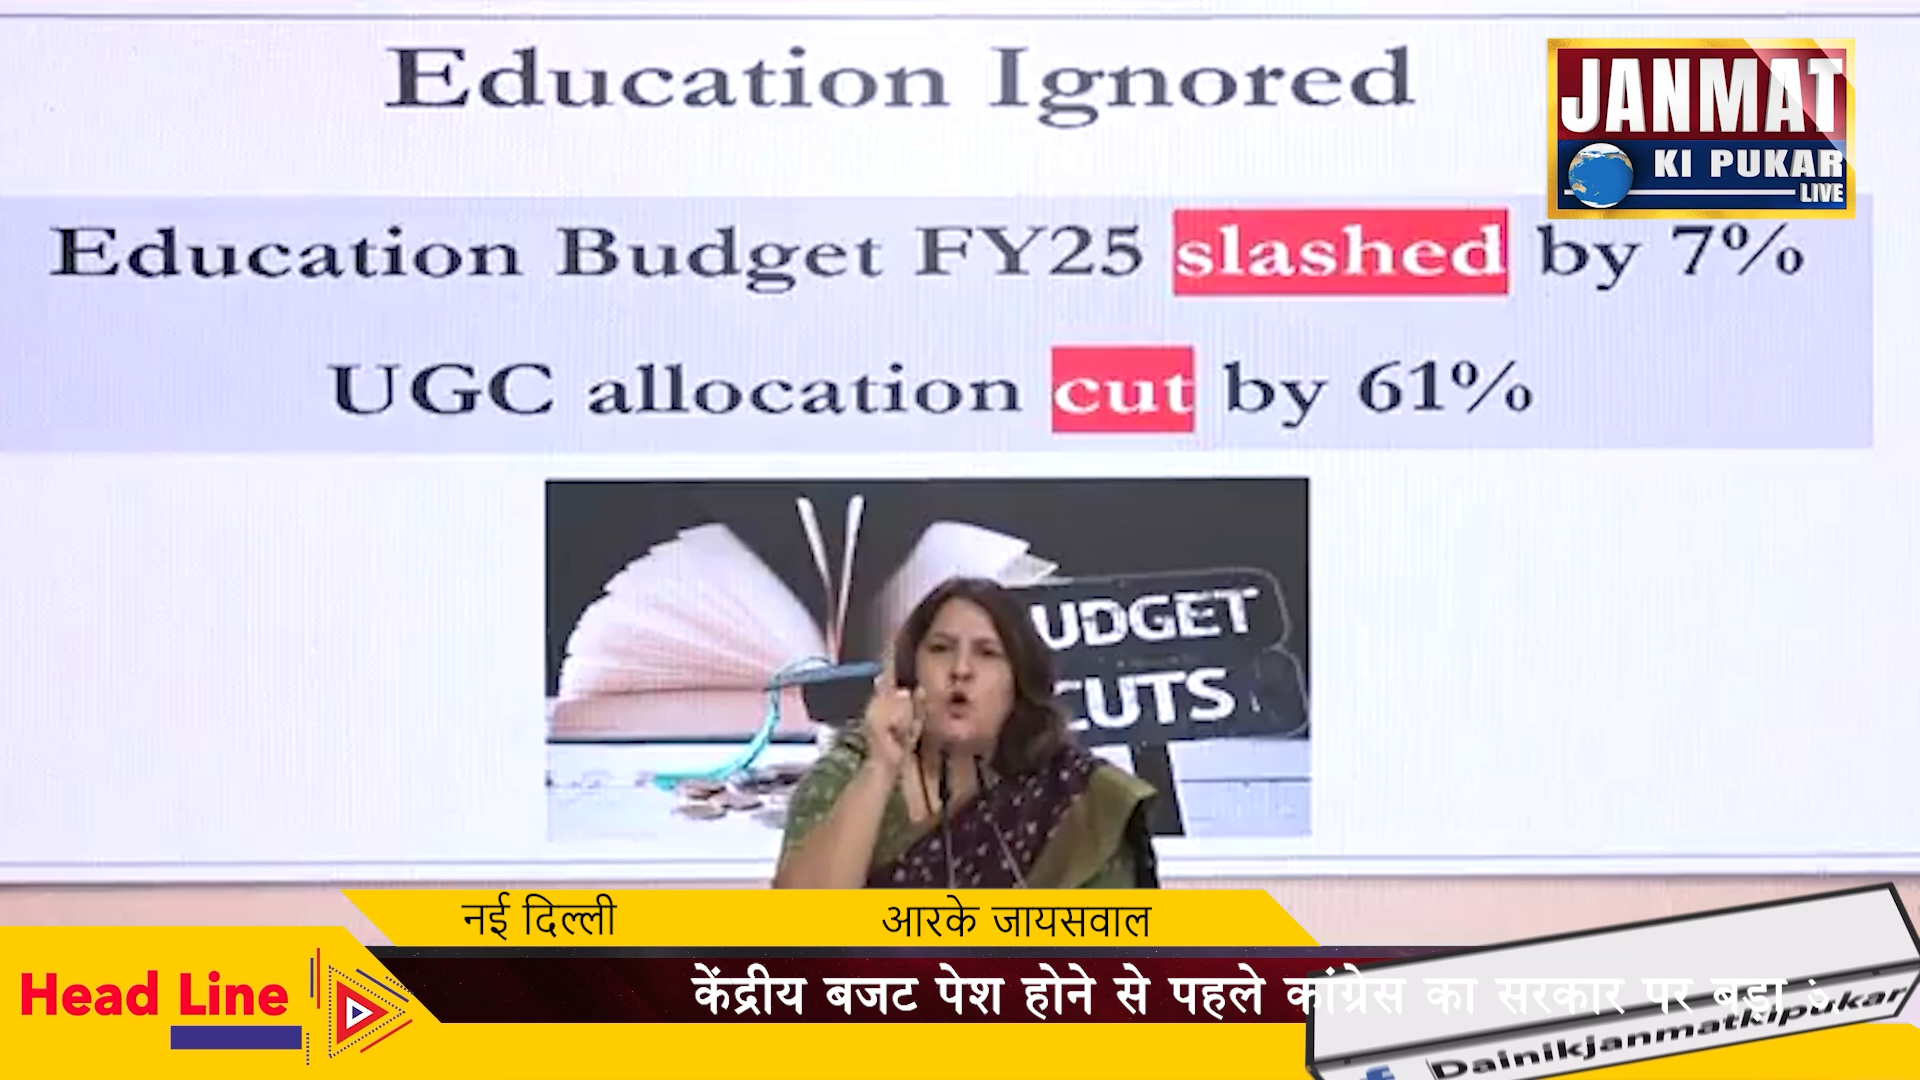 Education Ignored
JANMAT
KI PUKAR
LIVE
Education Budget FY25 slashed by 7%
UGC allocation cut by 61%
UDGET
CUTS
नई दिल्ली
आरके जायसवाल
Head Line
केंद्रीय बजट पेश होने से पहले कांग्रेस का सरकार पर बड़ा
Dainikjanmatkipukar